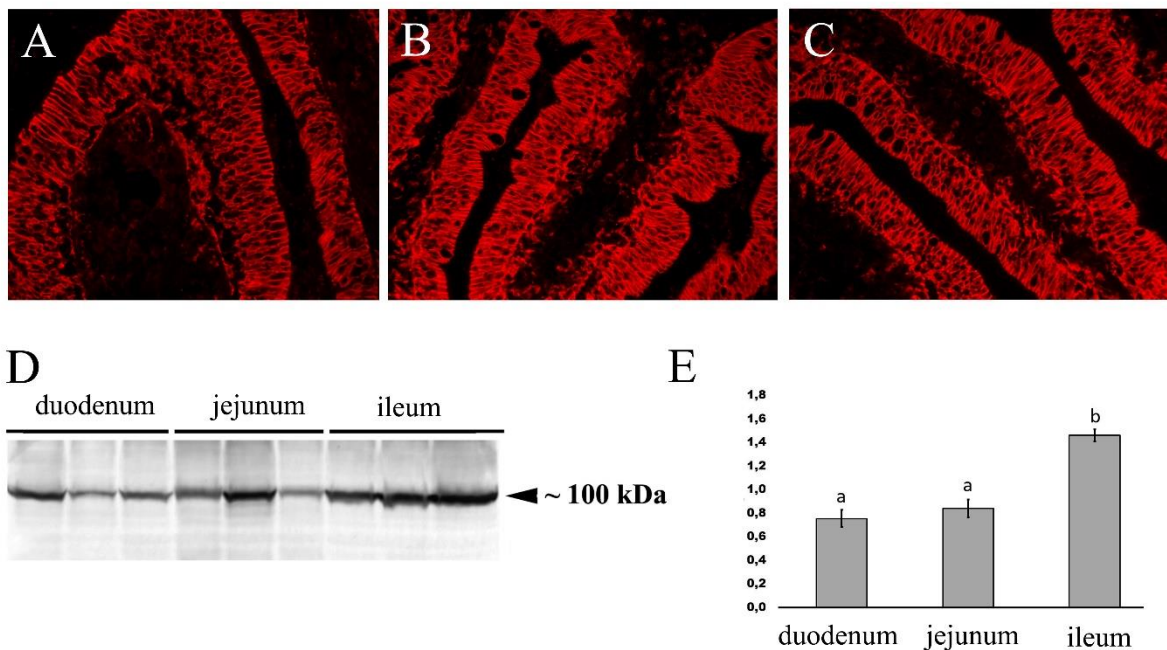 A
B
C
D
duodenum
jejunum
ileum
~ 100 kDa
E
1,8
1,6
1,4
1,2
1,0
0,8
0,6
0,4
0,2
0,0
a
a
b
duodenum
jejunum
ileum